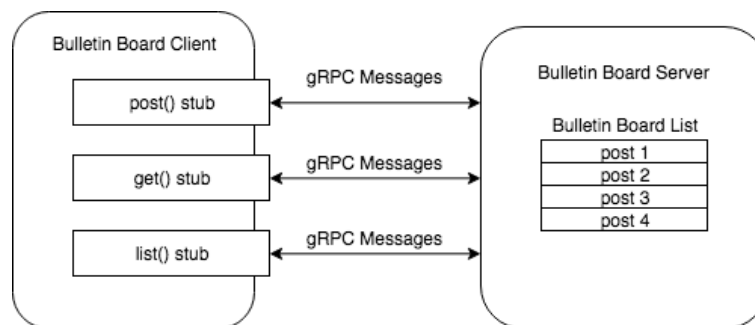 Bulletin Board Client
post() stub
get() stub
list() stub
gRPC Messages
gRPC Messages
gRPC Messages
Bulletin Board Server
Bulletin Board List
post 1
post 2
post 3
post 4